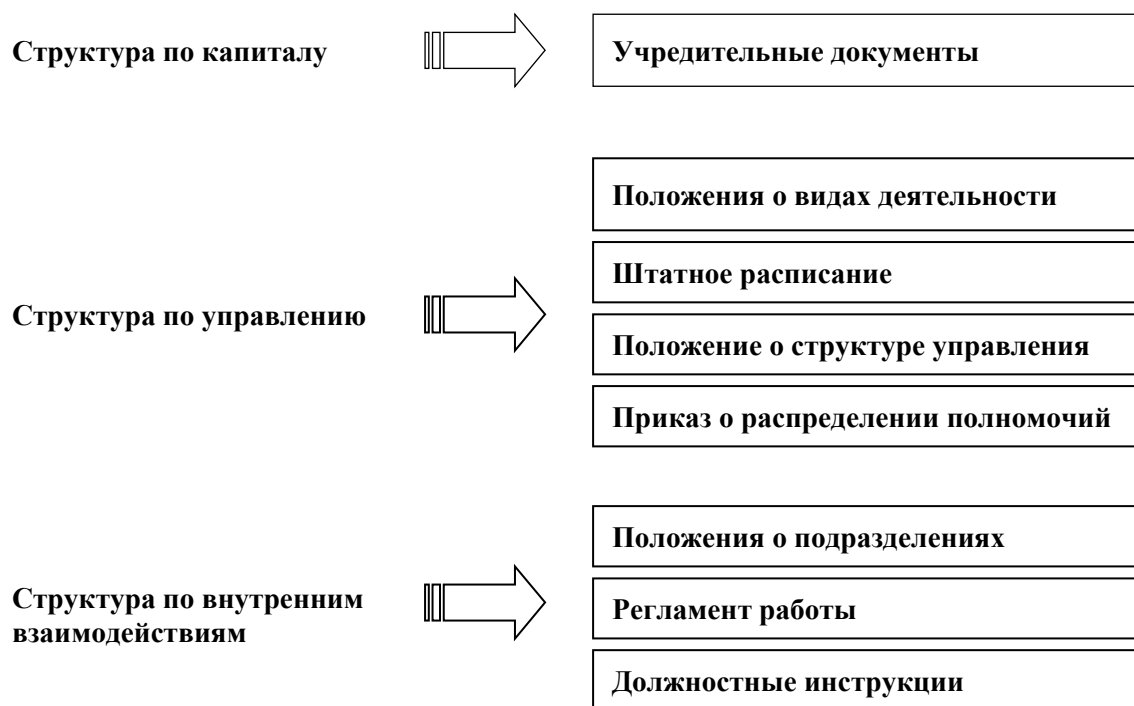 Структура по капиталу
Учредительные документы
Положения о видах деятельности
Штатное расписание
Структура по управлению
Положение о структуре управления
Приказ о распределении полномочий
Положения о подразделениях
Структура по внутренним
взаимодействиям
Регламент работы
Должностные инструкции